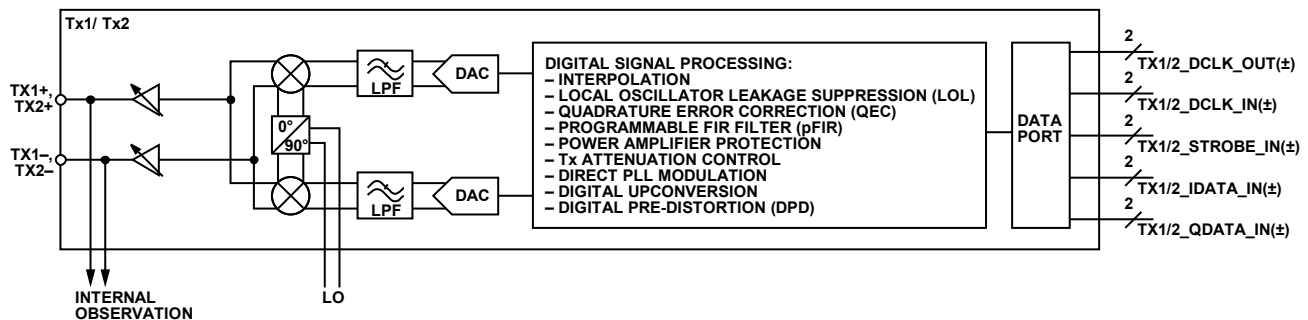 Tx1/ Tx2
TX1+,
TX2+
TX1–,
TX2–
LPF
DAC
0°
90°
LPF
DAC
DIGITAL SIGNAL PROCESSING:
– INTERPOLATION
– LOCAL OSCILLATOR LEAKAGE SUPPRESSION (LOL)
– QUADRATURE ERROR CORRECTION (QEC)
– PROGRAMMABLE FIR FILTER (pFIR)
– POWER AMPLIFIER PROTECTION
– Tx ATTENUATION CONTROL
– DIRECT PLL MODULATION
– DIGITAL UPCONVERSION
– DIGITAL PRE-DISTORTION (DPD)
DATA
PORT
2
TX1/2_DCLK_OUT(±)
2
TX1/2_DCLK_IN(±)
2
TX1/2_STROBE_IN(±)
2
TX1/2_IDATA_IN(±)
2
TX1/2_QDATA_IN(±)
INTERNAL
OBSERVATION
LO